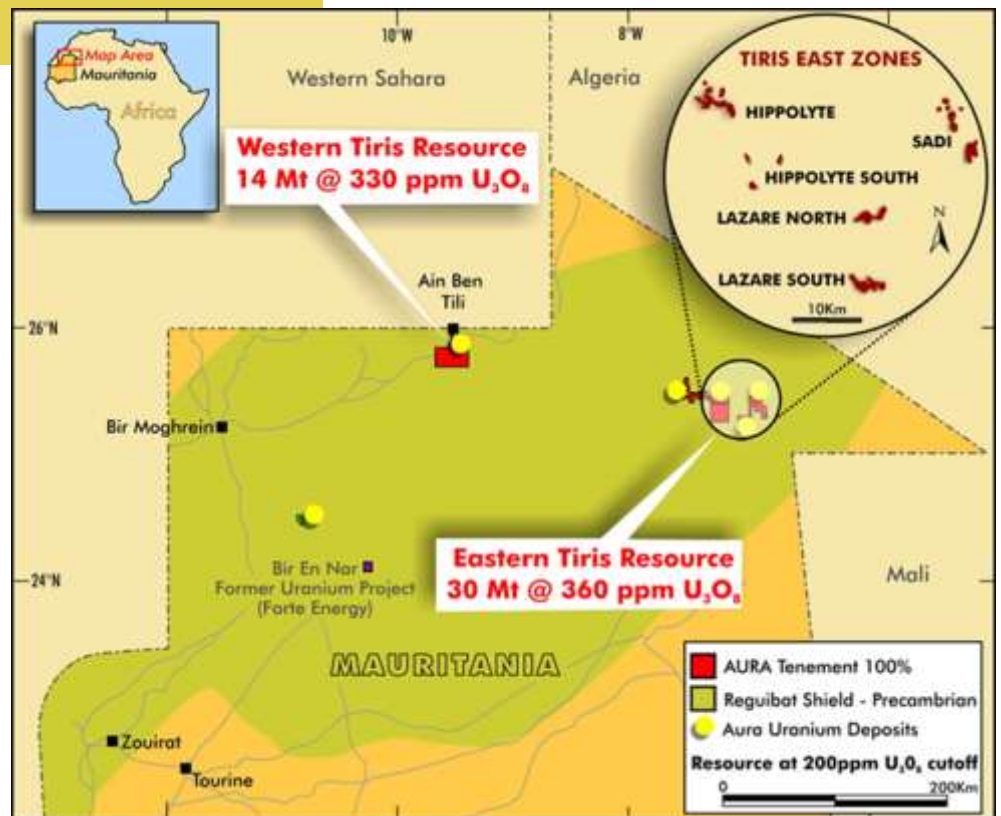 10°W
8°W
Map Area
Mauritania
Africa
Western Sahara
Algeria
TIRIS EAST ZONES
HIPPOLYTE
SADI
HIPPOLYTE SOUTH
LAZARE NORTH
N
LAZARE SOUTH
10Km
Western Tiris Resource
14 Mt @ 330 ppm U₃O₈
Ain Ben
Tili
26°N
Bir Moghrein
Eastern Tiris Resource
30 Mt @ 360 ppm U₃O₈
24°N
Bir En Nar
Former Uranium Project
(Forte Energy)
Mali
MAURITANIA
AURA Tenement 100%
Reguibat Shield - Precambrian
Aura Uranium Deposits
Resource at 200ppm U₃0₈ cutoff
0
200Km
Zouirat
Tourine